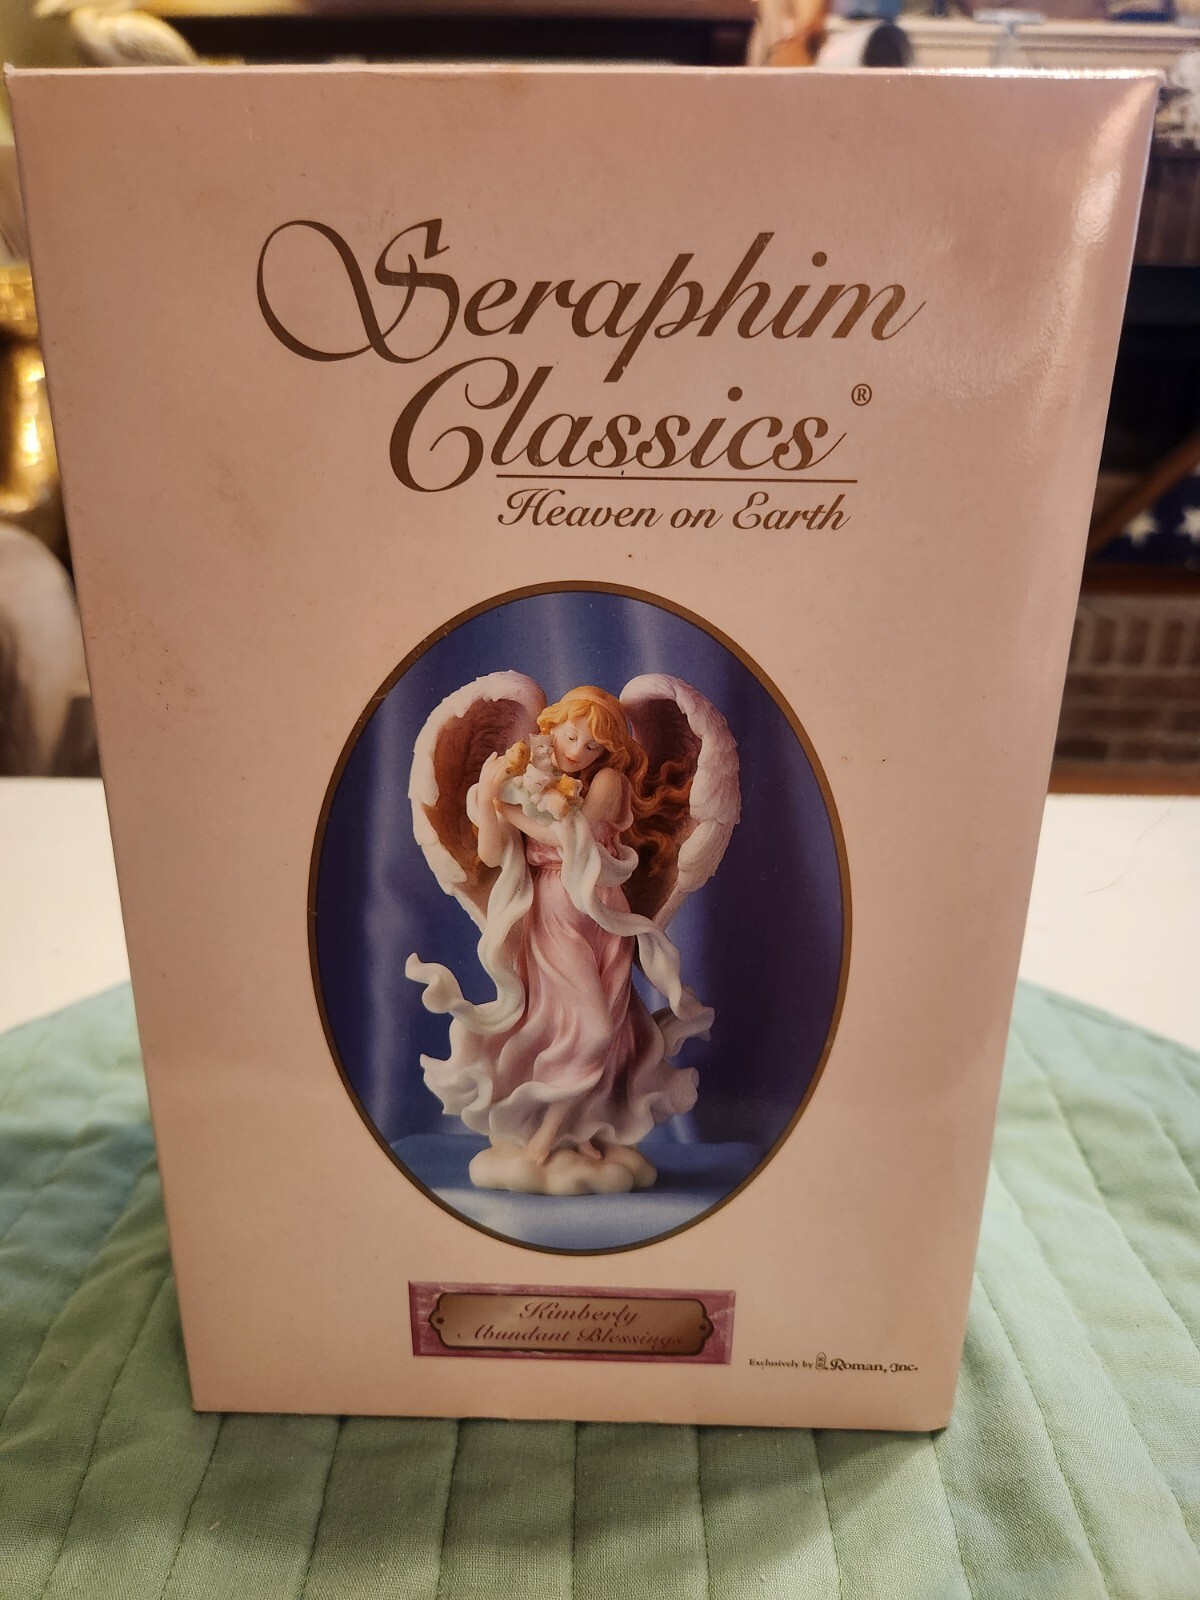 Seraphim
Classics®
Heaven on Earth
Kimberly
Abundant Blessings
Exclusively by Roman, Inc.